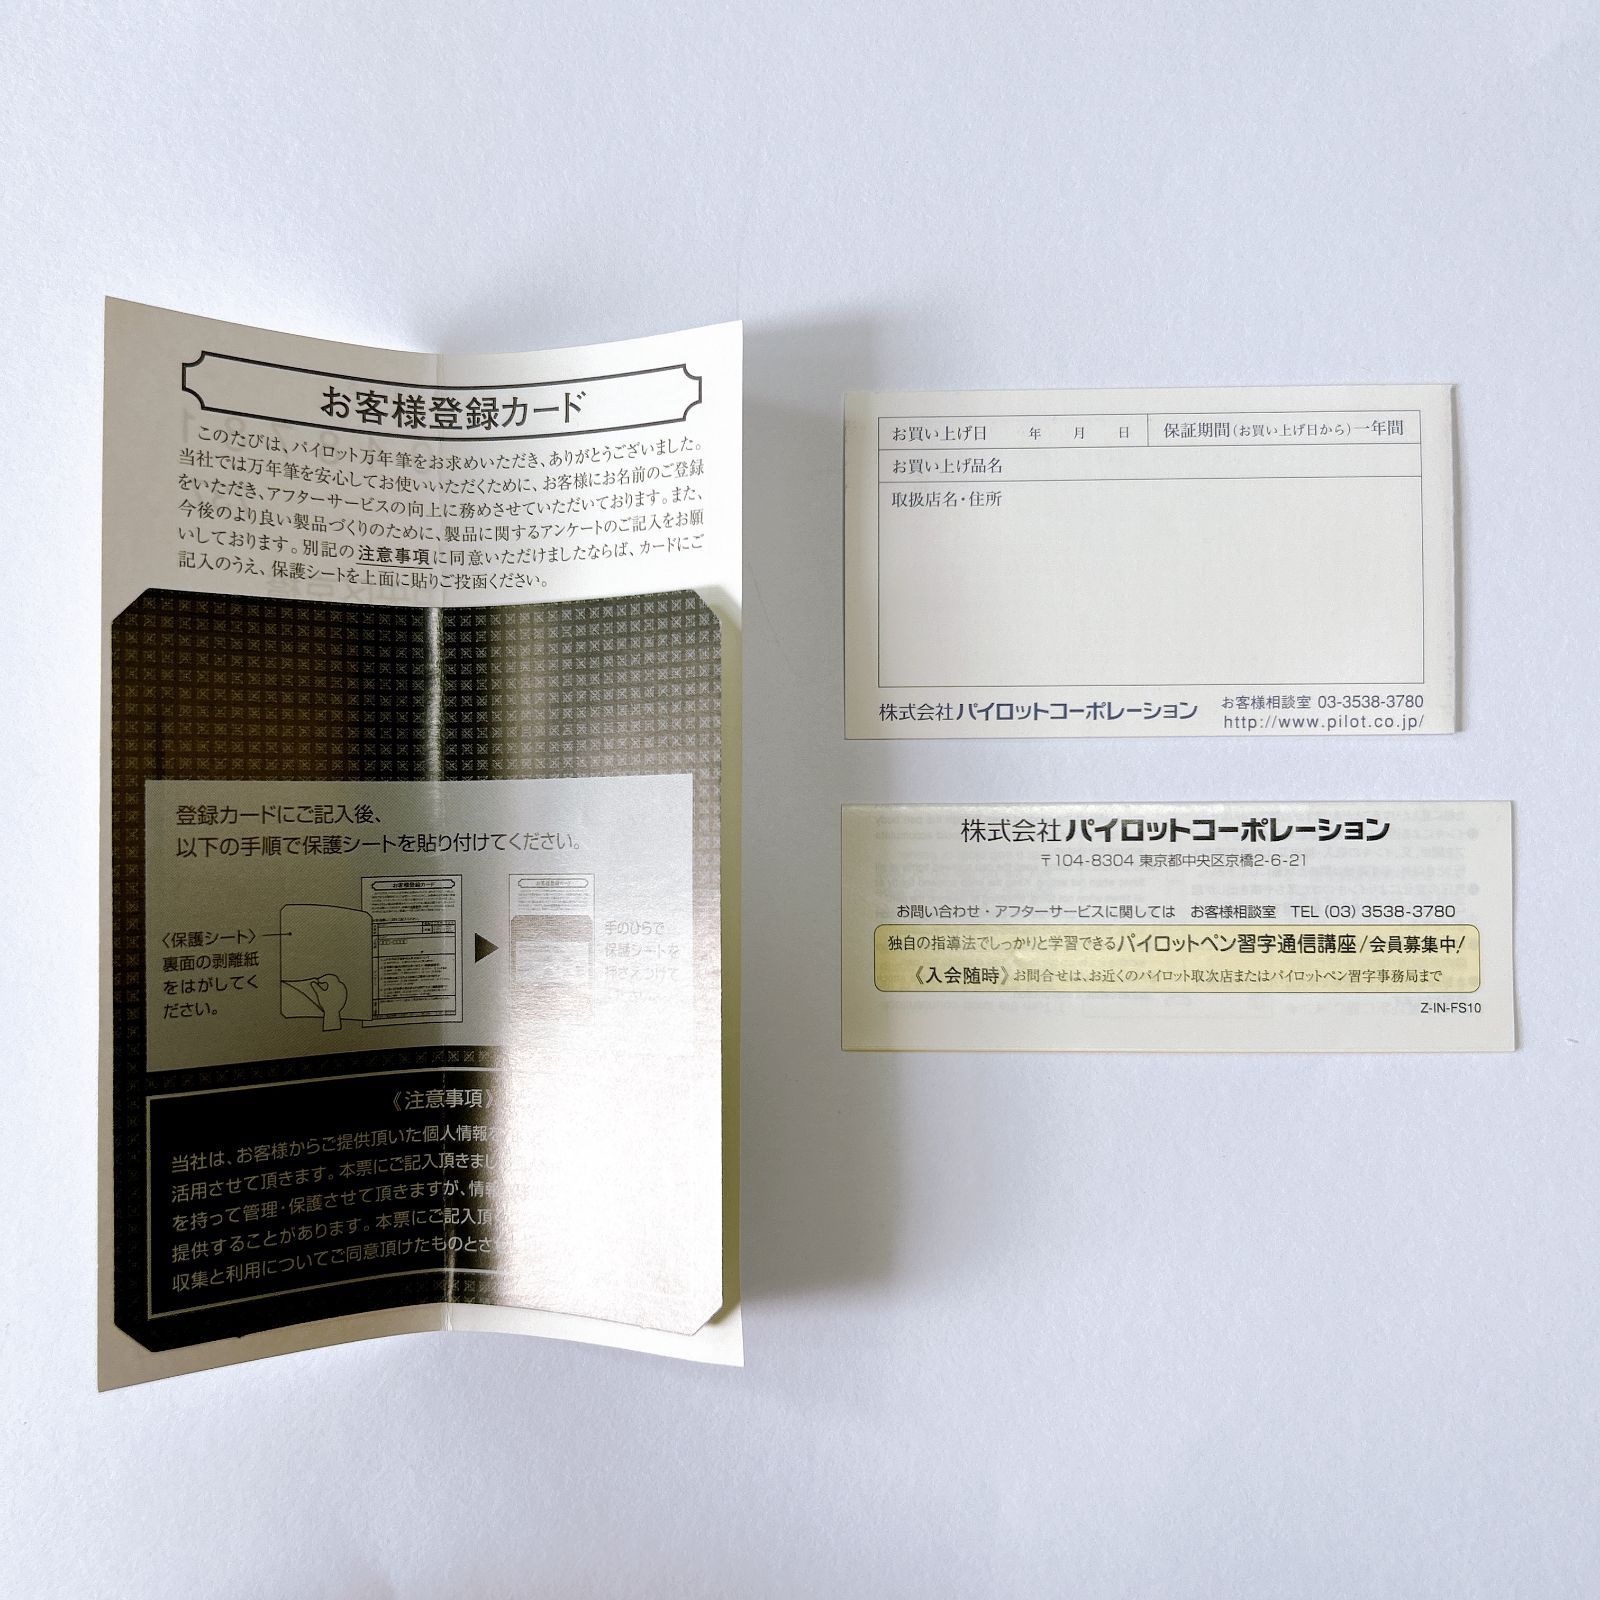 お客様登録カード
このたびは、パイロット万年筆をお求めいただき、ありがとうございました。
当社では万年筆を安心してお使いいただくために、お客様にお名前のご登録
をいただき、アフターサービスの向上に務めさせていただいております。また、
今後のより良い製品づくりのために、製品に関するアンケートのご記入をお願
いしております。別記の注意事項に同意いただけましたならば、カードにご
記入のうえ、保護シートを上面に貼りご投函ください。
登録カードにご記入後、
以下の手順で保護シートを貼り付けてください。
お客様登録カード
〈保護シート〉
裏面の剥離紙
をはがしてく
ださい。
手のひらで
保護シートを
押さえつけて
《注意事項》
当社は、お客様からご提供頂いた個人情報を
活用させて頂きます。本票にご記入頂きまし
を持って管理・保護させて頂きますが、情報
提供することがあります。本票にご記入頂
収集と利用についてご同意頂けたものとさ
お買い上げ日 年 月 日 保証期間(お買い上げ日から)一年間
お買い上げ品名
取扱店名・住所
株式会社パイロットコーポレーション お客様相談室 03-3538-3780
http://www.pilot.co.jp/
株式会社パイロットコーポレーション
〒104-8304 東京都中央区京橋2-6-21
お問い合わせ・アフターサービスに関しては お客様相談室 TEL (03) 3538-3780
独自の指導法でしっかりと学習できるパイロットペン習字通信講座/会員募集中!
《入会随時》お問合せは、お近くのパイロット取次店またはパイロットペン習字事務局まで
Z-IN-FS10